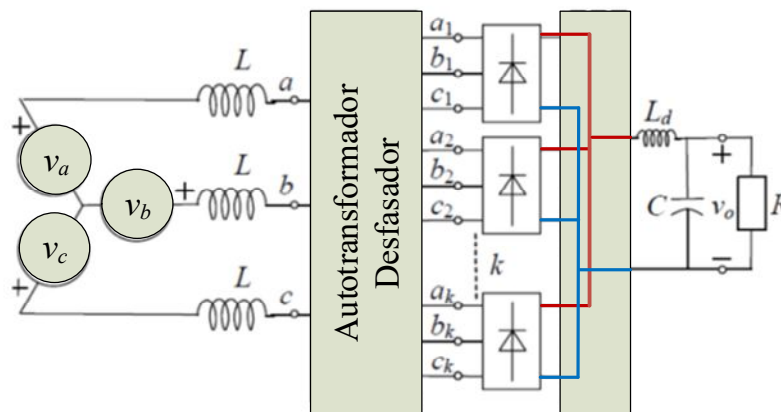 L
a
v_a
L
b
v_b
v_c
L
c
Autotransformador
Desfasador
a_1
b_1
c_1
a_2
b_2
c_2
k
a_k
b_k
c_k
L_d
C
v_o
+
+
+
+
−